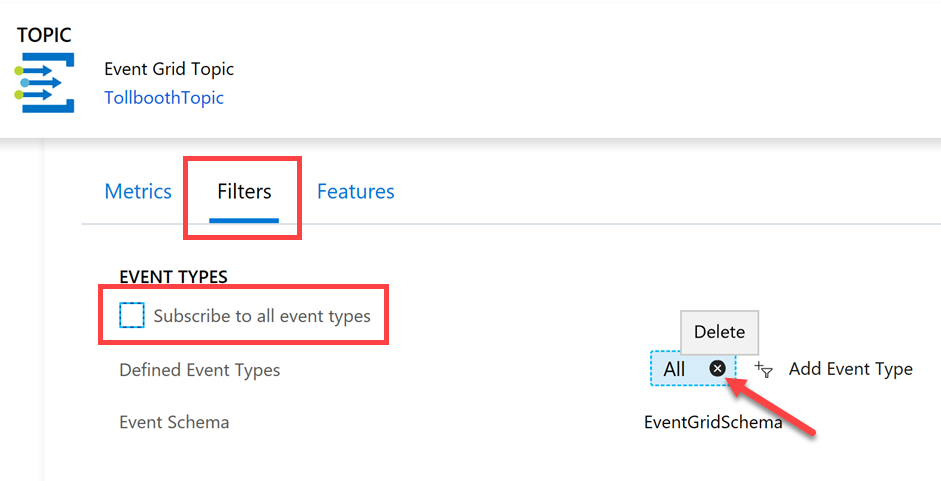 TOPIC
Event Grid Topic
TollboothTopic
Metrics Filters Features
EVENT TYPES
Subscribe to all event types
Delete
Defined Event Types All Add Event Type
Event Schema EventGridSchema